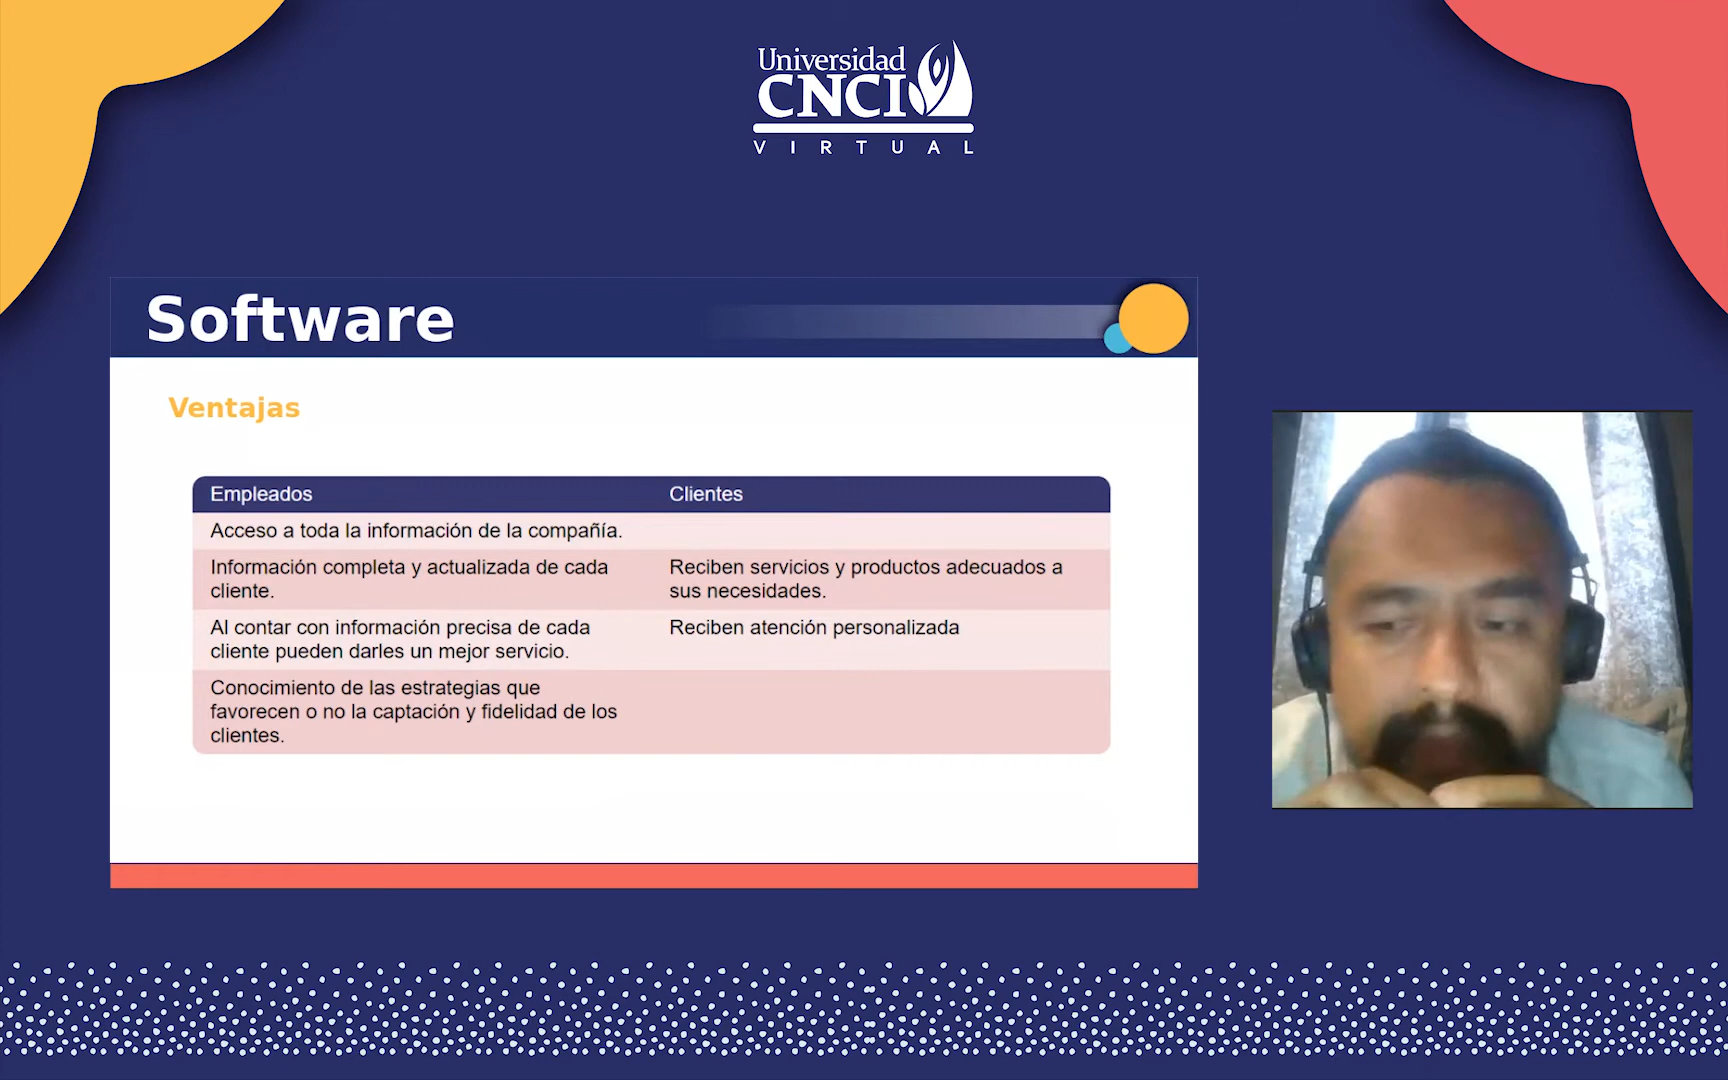 Universidad
CNCI
VIRTUAL
Software
Ventajas
Empleados
Clientes
Acceso a toda la información de la compañía.
Información completa y actualizada de cada
cliente.
Reciben servicios y productos adecuados a
sus necesidades.
Al contar con información precisa de cada
cliente pueden darles un mejor servicio.
Reciben atención personalizada
Conocimiento de las estrategias que
favorecen o no la captación y fidelidad de los
clientes.